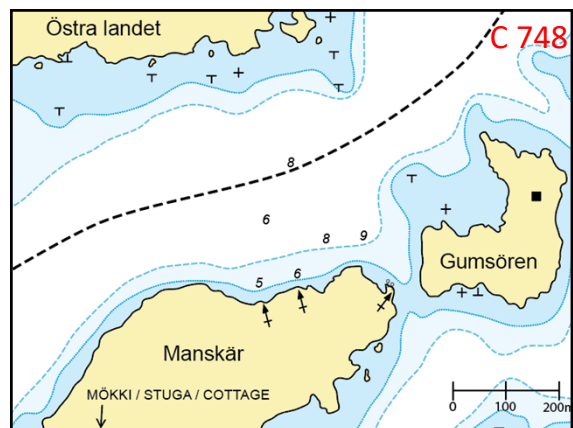 Östra landet
C 748
8
6
8
9
5
6
Gumsören
Manskär
MÖKKI / STUGA / COTTAGE
0
100
200m